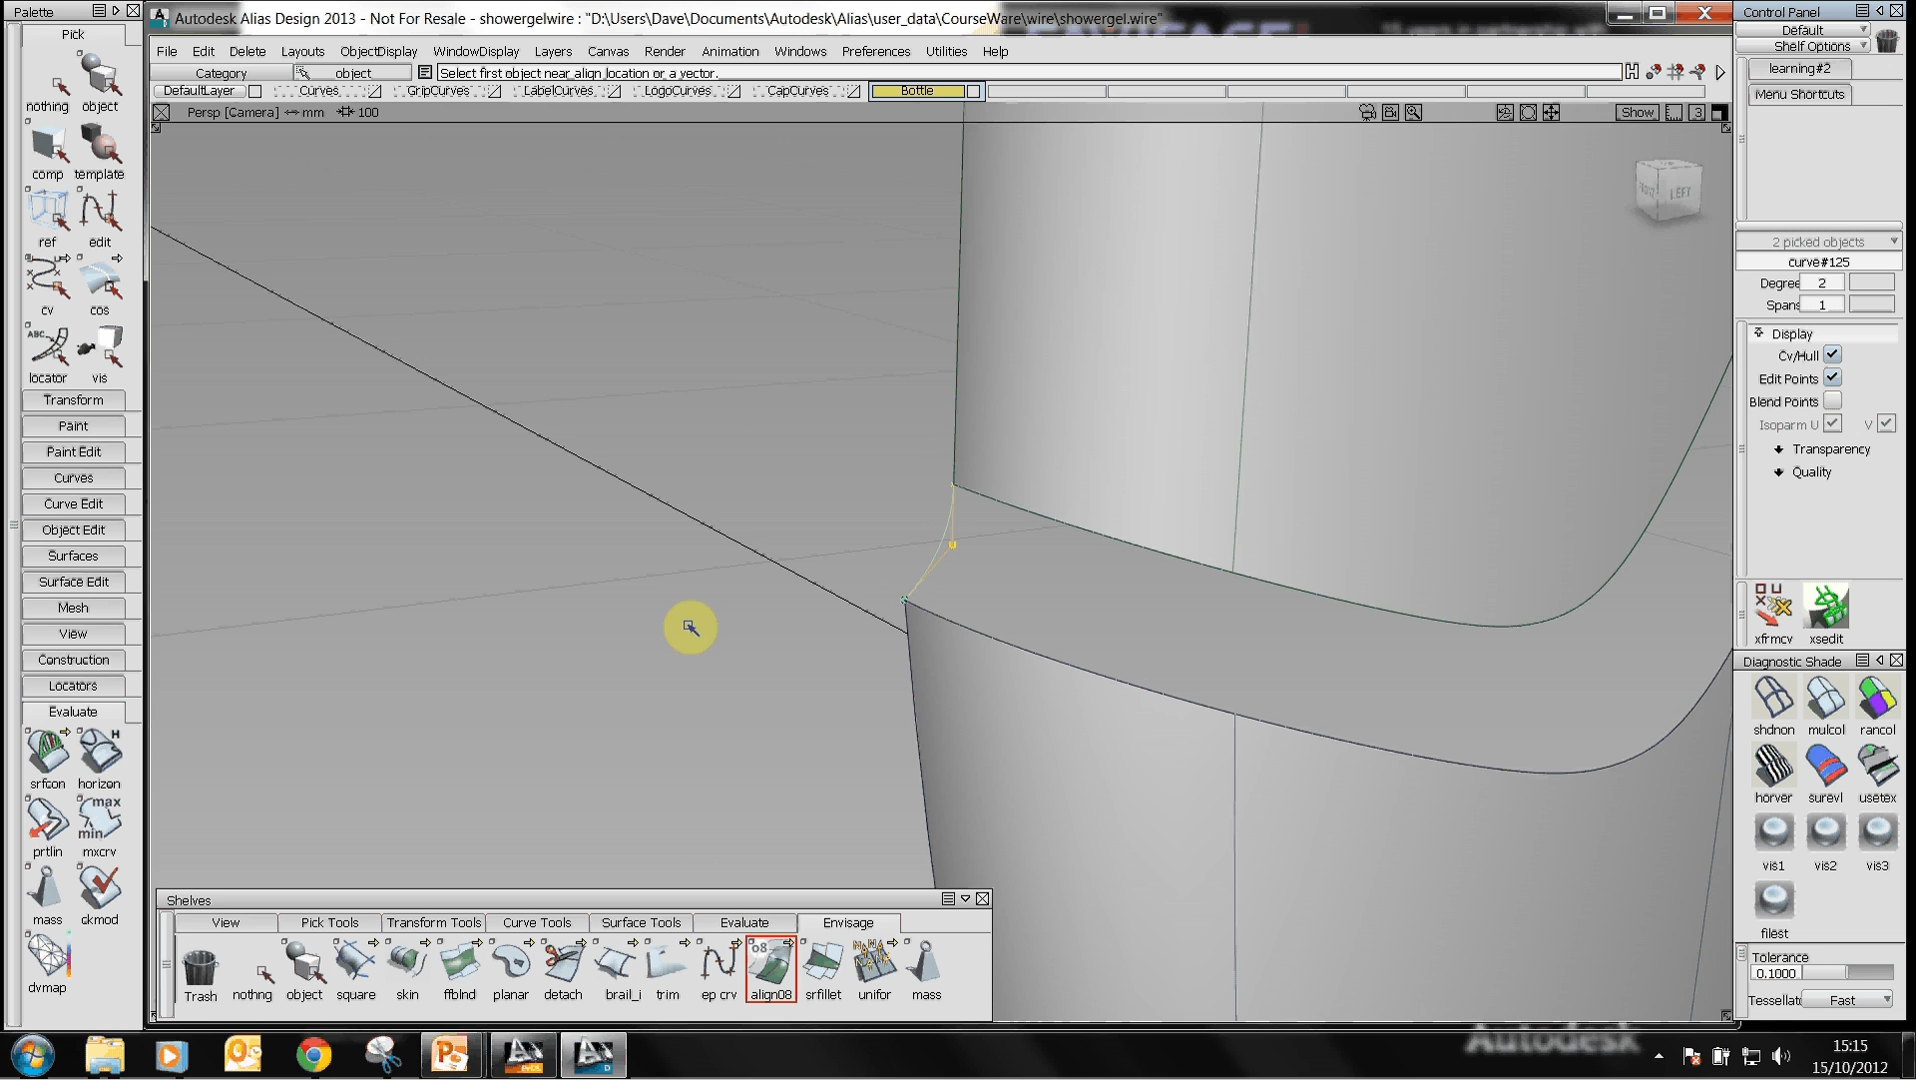 Palette
Autodesk Alias Design 2013 - Not For Resale - showergelwire : "D:\Users\Dave\Documents\Autodesk\Alias\user_data\CourseWare\wire\showergel.wire"
Control Panel
Pick
File Edit Delete Layouts ObjectDisplay WindowDisplay Layers Canvas Render Animation Windows Preferences Utilities Help
Default
Shelf Options
Category
object
Select first object near align location or a vector.
learning#2
DefaultLayer
Curves
GripCurves
LabelCurves
LogoCurves
CapCurves
Bottle
Menu Shortcuts
Persp [Camera] mm 100
Show
3
nothing
object
comp
template
LEFT
ref
edit
cv
cos
ABC
locator
vis
2 picked objects
curve#125
Degree 2
Spans 1
Display
Cv/Hull
Edit Points
Blend Points
Isoparm U V
Transparency
Quality
Transform
Paint
Paint Edit
Curves
Curve Edit
Object Edit
Surfaces
Surface Edit
Mesh
View
Construction
Locators
Evaluate
H
srfcon
horizon
max
min
prtlin
mxcrv
mass
ckmod
dvmap
xfrmcv
xsedit
Diagnostic Shade
shdnon
mulcol
rancol
horver
surevl
usetex
vis1
vis2
vis3
filest
Tolerance
0.1000
Tessellat
Fast
Shelves
View
Pick Tools
Transform Tools
Curve Tools
Surface Tools
Evaluate
Envisage
08
Trash
nothng
object
square
skin
ffblnd
planar
detach
brail_i
trim
ep crv
align08
srfillet
unifor
mass
Autodesk
15:15
15/10/2012